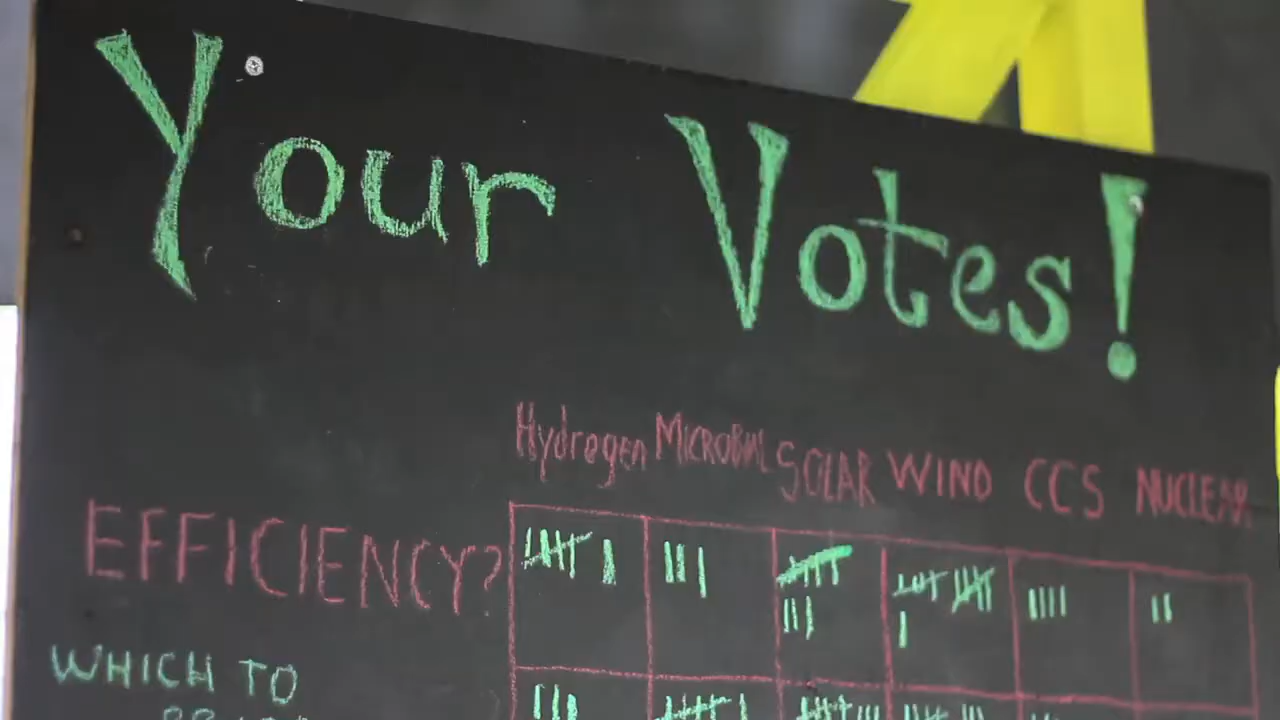 Your Votes!
Hydrogen MICROBIAL SOLAR WIND CCS NUCLEAR
EFFICIENCY?
WHICH TO